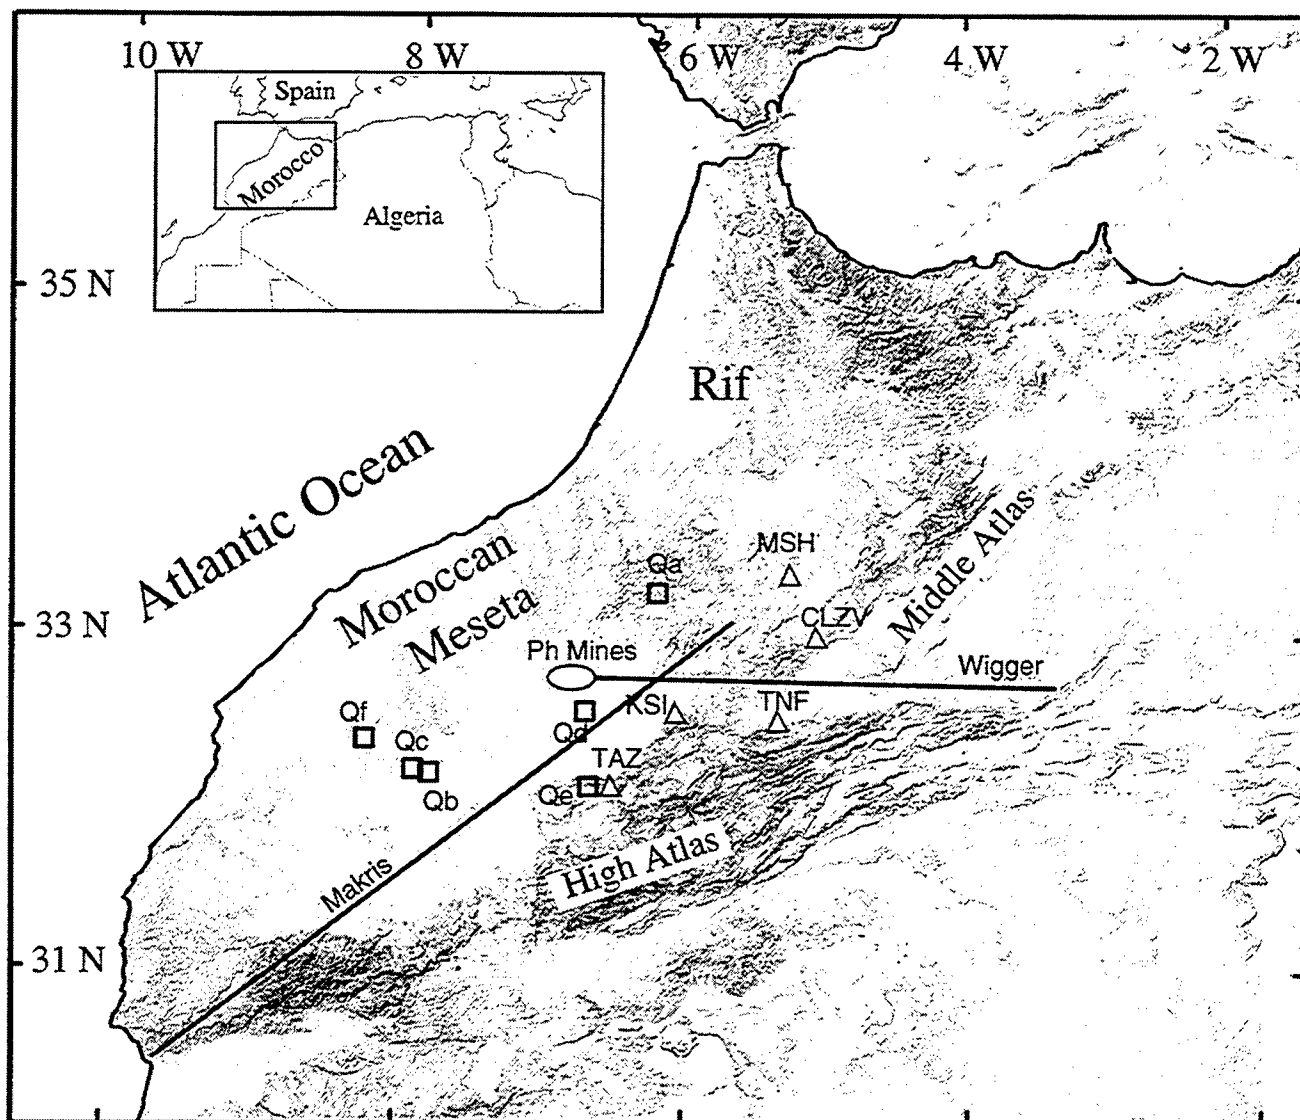 10 W
8 W
6 W
4 W
2 W
Spain
Morocco
Algeria
35 N
Rif
Atlantic Ocean
Moroccan
Meseta
MSH
Qa
Middle Atlas
33 N
CLZV
Ph Mines
Wigger
KSI
TNF
Qf
Qd
Qc
TAZ
Qb
Qe
High Atlas
Makris
31 N